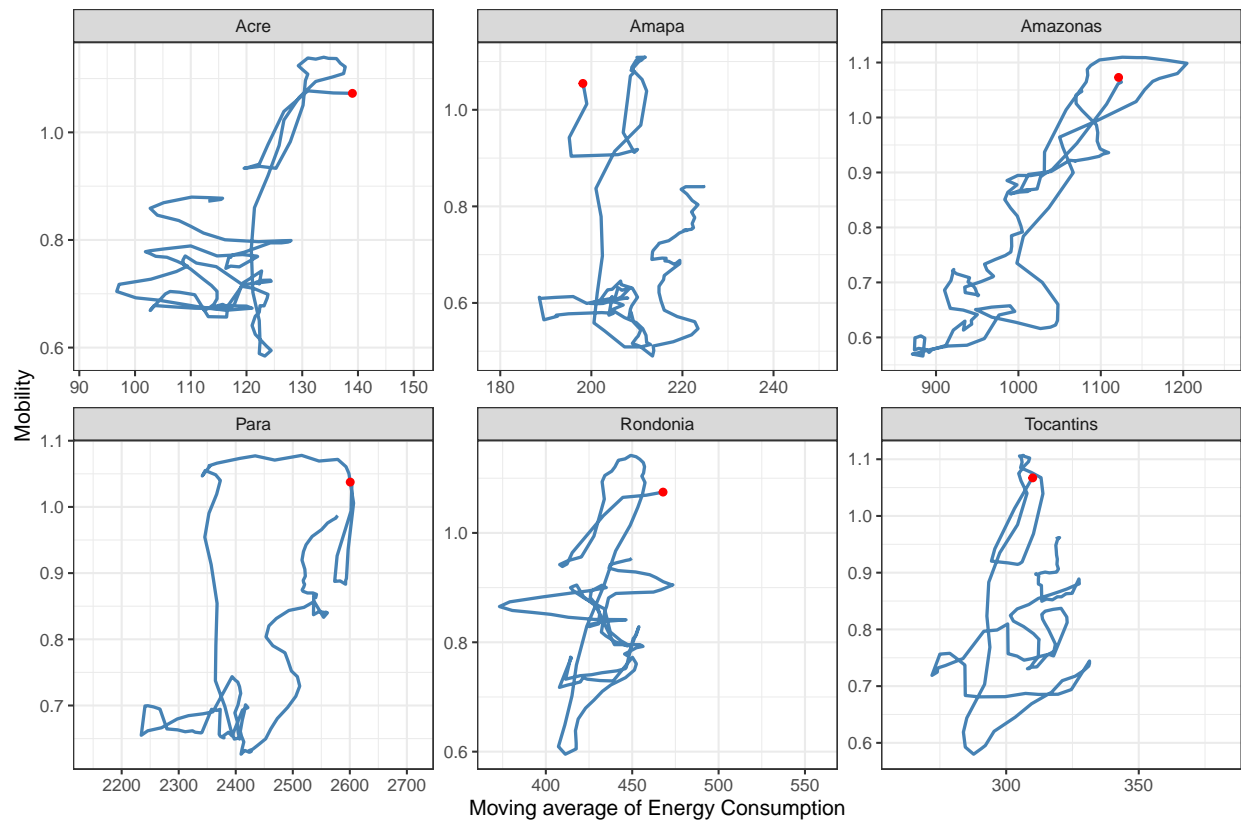 Acre Amapa Amazonas
1.0 0.8 0.6
90 100 110 120 130 140 150
1.0 0.8 0.6
180 200 220 240
1.1 1.0 0.9 0.8 0.7 0.6
900 1000 1100 1200
Mobility
Para Rondonia Tocantins
1.1 1.0 0.9 0.8 0.7
2200 2300 2400 2500 2600 2700
1.0 0.8 0.6
400 450 500 550
1.1 1.0 0.9 0.8 0.7 0.6
300 350
Moving average of Energy Consumption